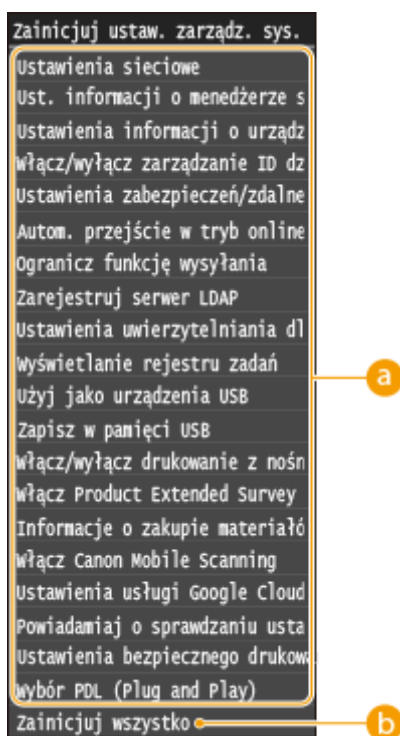 Zainicjuj ustaw. zarządz. sys.
Ustawienia sieciowe
Ust. informacji o menedżerze s
Ustawienia informacji o urządz
Włącz/wyłącz zarządzanie ID dz
Ustawienia zabezpieczeń/zdalne
Autom. przejście w tryb online
Ogranicz funkcję wysyłania
Zarejestruj serwer LDAP
Ustawienia uwierzytelniania dl
Wyświetlanie rejestru zadań
a
Użyj jako urządzenia USB
Zapisz w pamięci USB
Włącz/wyłącz drukowanie z nośn
Włącz Product Extended Survey
Informacje o zakupie materiałó
Włącz Canon Mobile Scanning
Ustawienia usługi Google Cloud
Powiadamiaj o sprawdzaniu usta
Ustawienia bezpiecznego drukowa
Wybór PDL (Plug and Play)
Zainicjuj wszystko b